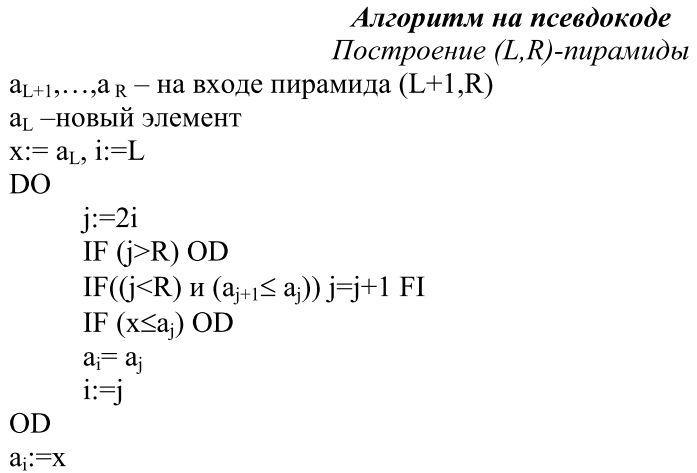 Алгоритм на псевдокоде
Построение (L,R)-пирамиды
a_{L+1},…,a_R – на входе пирамида (L+1,R)
a_L –новый элемент
x:= a_L, i:=L
DO
j:=2i
IF (j>R) OD
IF((j<R) и (a_{j+1}≤ a_j)) j=j+1 FI
IF (x≤a_j) OD
a_i= a_j
i:=j
OD
a_i:=x